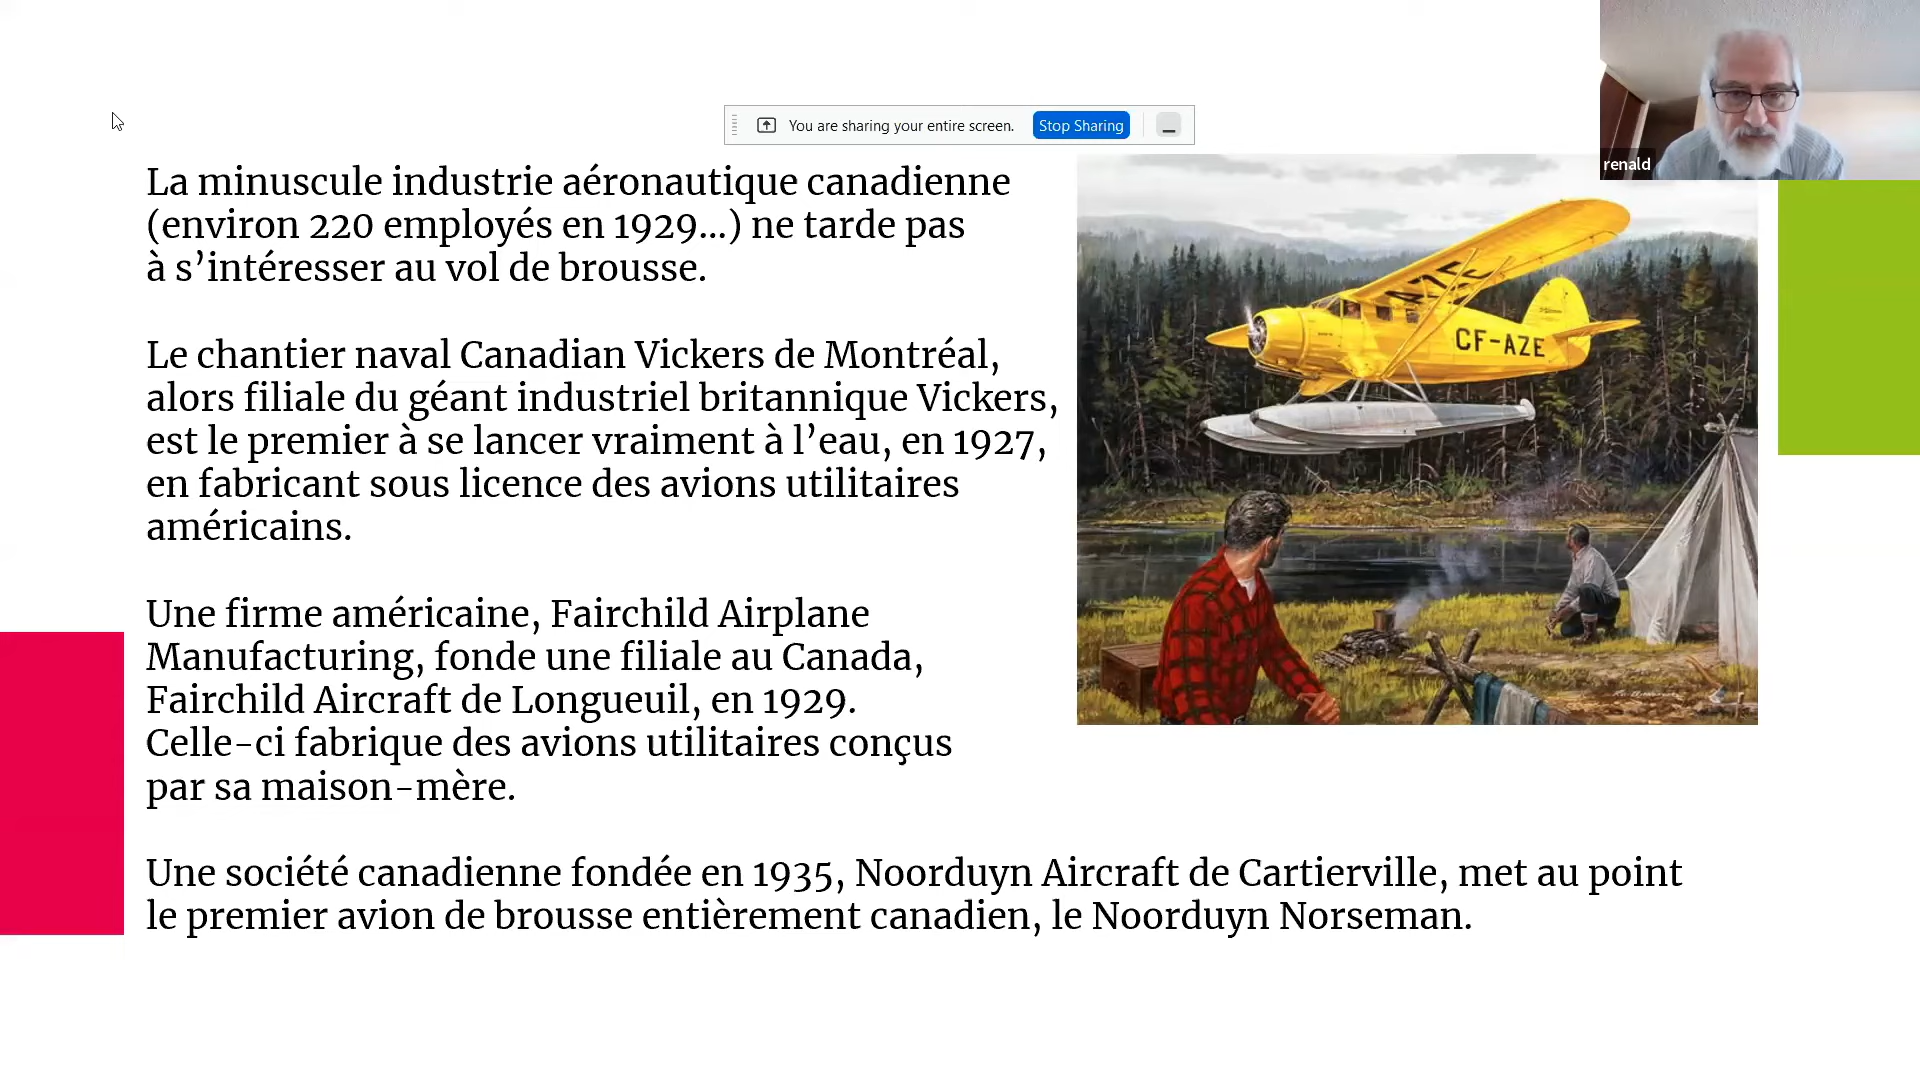 You are sharing your entire screen.
Stop Sharing
renald
La minuscule industrie aéronautique canadienne
(environ 220 employés en 1929...) ne tarde pas
à s’intéresser au vol de brousse.
Le chantier naval Canadian Vickers de Montréal,
alors filiale du géant industriel britannique Vickers,
est le premier à se lancer vraiment à l’eau, en 1927,
en fabricant sous licence des avions utilitaires
américains.
Une firme américaine, Fairchild Airplane
Manufacturing, fonde une filiale au Canada,
Fairchild Aircraft de Longueuil, en 1929.
Celle-ci fabrique des avions utilitaires conçus
par sa maison-mère.
Une société canadienne fondée en 1935, Noorduyn Aircraft de Cartierville, met au point
le premier avion de brousse entièrement canadien, le Noorduyn Norseman.
CF-AZE